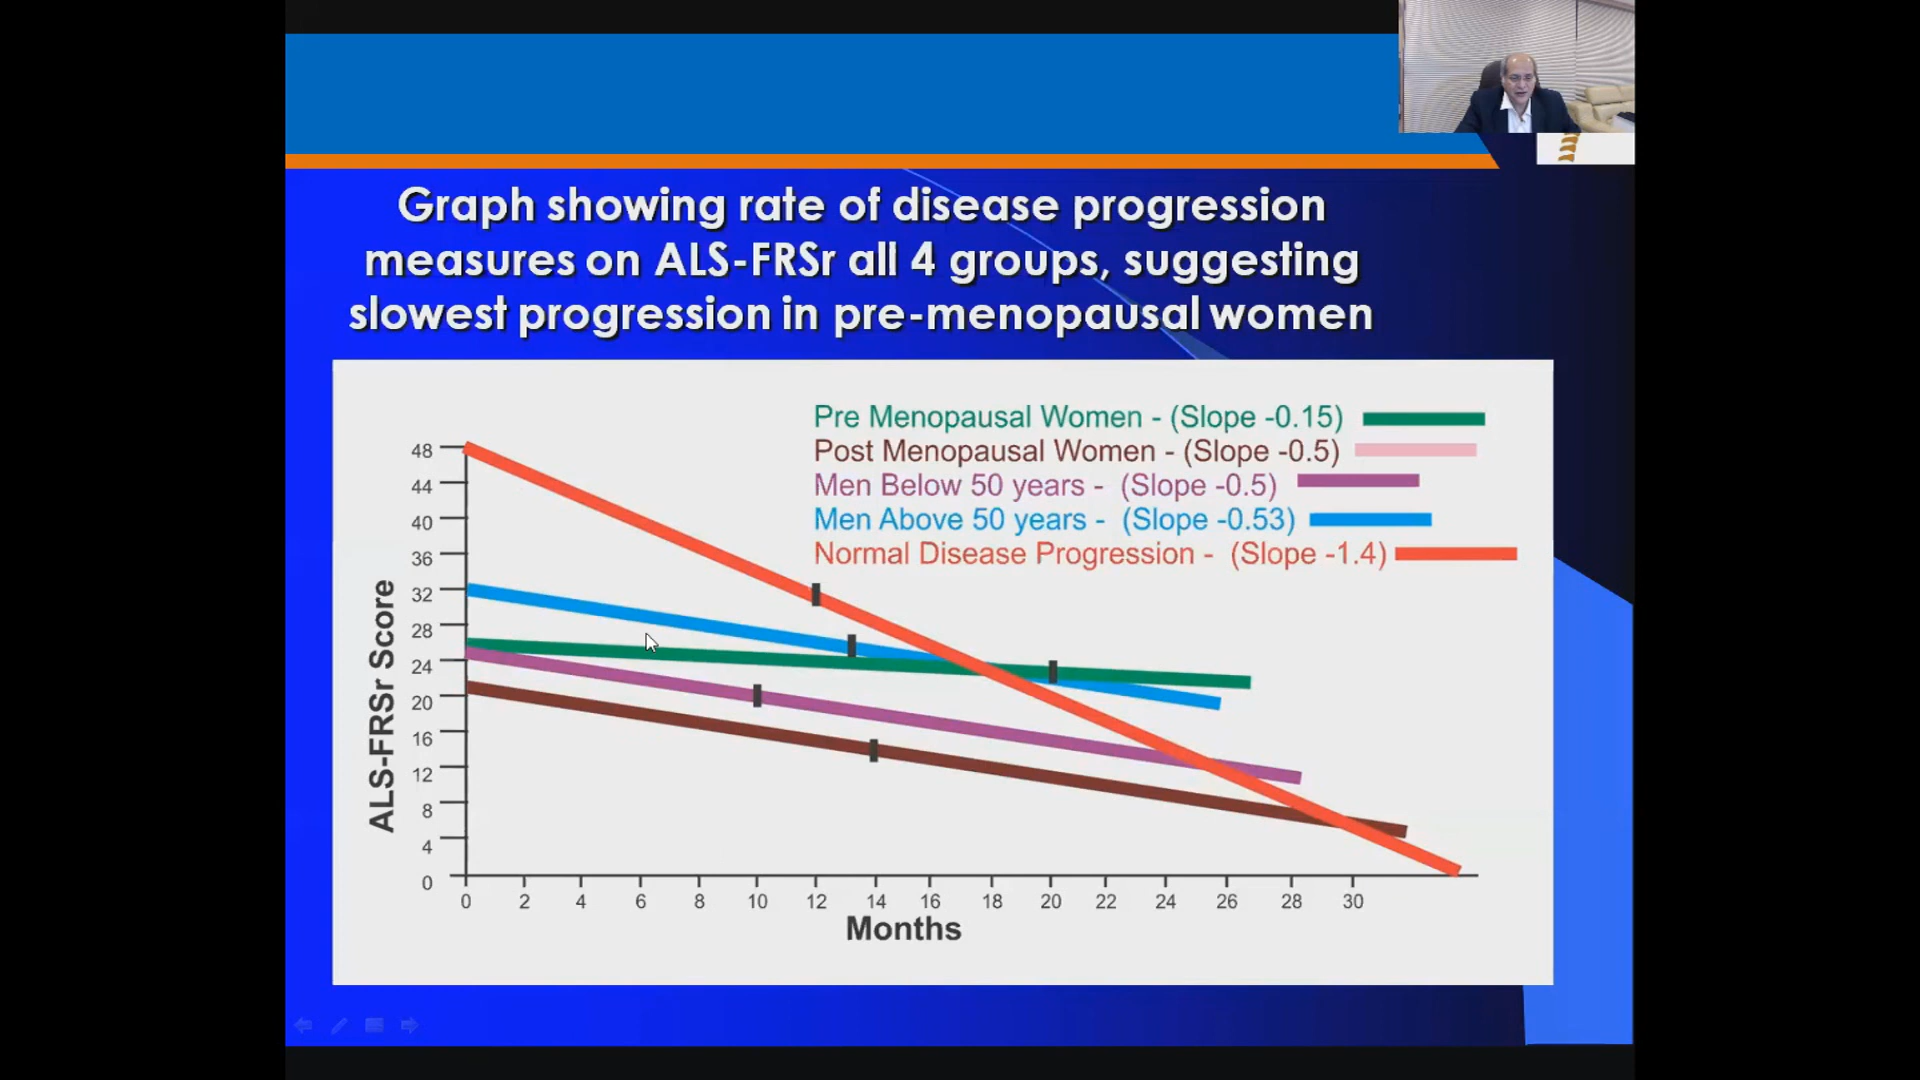 Graph showing rate of disease progression
measures on ALS-FRSr all 4 groups, suggesting
slowest progression in pre-menopausal women
Pre Menopausal Women - (Slope -0.15)
Post Menopausal Women - (Slope -0.5)
Men Below 50 years - (Slope -0.5)
Men Above 50 years - (Slope -0.53)
Normal Disease Progression - (Slope -1.4)
ALS-FRSr Score
48
44
40
36
32
28
24
20
16
12
8
4
0
0 2 4 6 8 10 12 14 16 18 20 22 24 26 28 30
Months